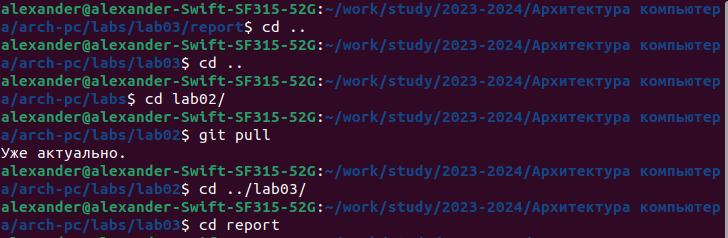 alexander@alexander-Swift-SF315-52G:~/work/study/2023-2024/Архитектура компьютер
а/arch-pc/labs/lab03/report$ cd ..
alexander@alexander-Swift-SF315-52G:~/work/study/2023-2024/Архитектура компьютер
а/arch-pc/labs/lab03$ cd ..
alexander@alexander-Swift-SF315-52G:~/work/study/2023-2024/Архитектура компьютер
а/arch-pc/labs$ cd lab02/
alexander@alexander-Swift-SF315-52G:~/work/study/2023-2024/Архитектура компьютер
а/arch-pc/labs/lab02$ git pull
Уже актуально.
alexander@alexander-Swift-SF315-52G:~/work/study/2023-2024/Архитектура компьютер
а/arch-pc/labs/lab02$ cd ../lab03/
alexander@alexander-Swift-SF315-52G:~/work/study/2023-2024/Архитектура компьютер
а/arch-pc/labs/lab03$ cd report